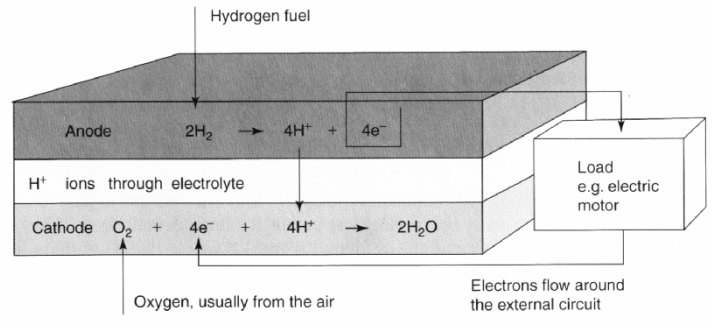 Hydrogen fuel
Anode 2H₂ → 4H⁺ + 4e⁻
H⁺ ions through electrolyte
Cathode O₂ + 4e⁻ + 4H⁺ → 2H₂O
Load
e.g. electric
motor
Oxygen, usually from the air
Electrons flow around
the external circuit